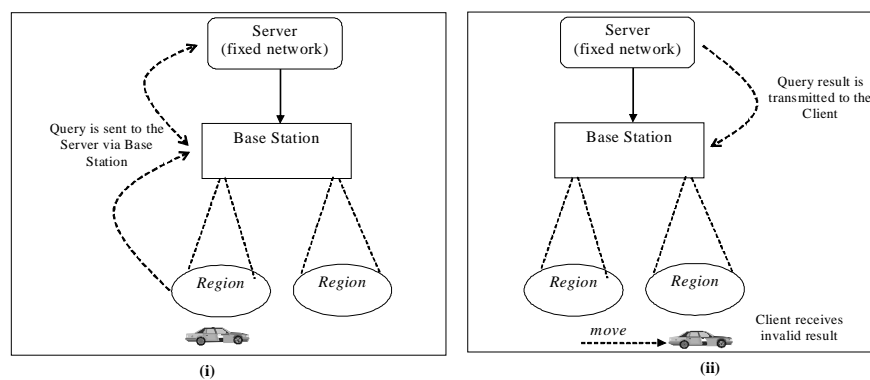 Server
(fixed network)
Query is sent to the
Server via Base
Station
Base Station
Region
Region
(i)
Server
(fixed network)
Query result is
transmitted to the
Client
Base Station
Region
Region
move
Client receives
invalid result
(ii)